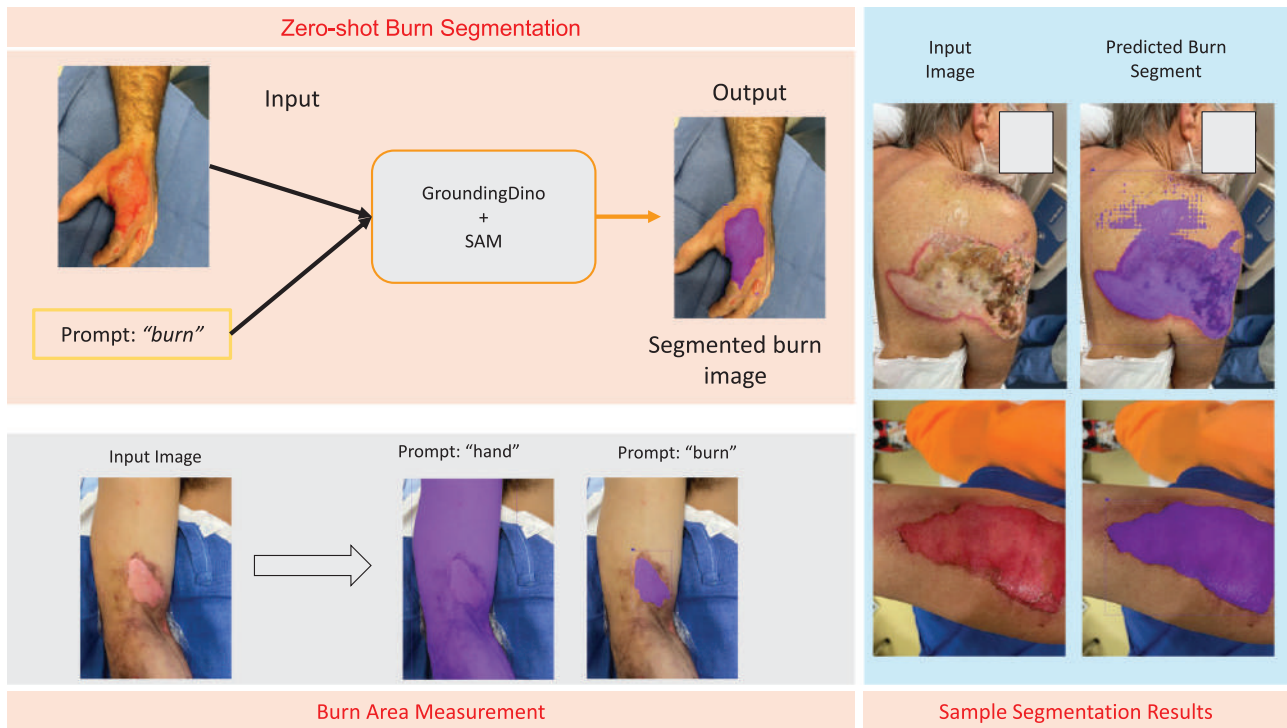 Zero-shot Burn Segmentation
Input
Output
GroundingDino
+
SAM
Prompt: “burn”
Segmented burn
image
Input Image
Prompt: “hand”
Prompt: “burn”
Burn Area Measurement
Input
Image
Predicted Burn
Segment
Sample Segmentation Results